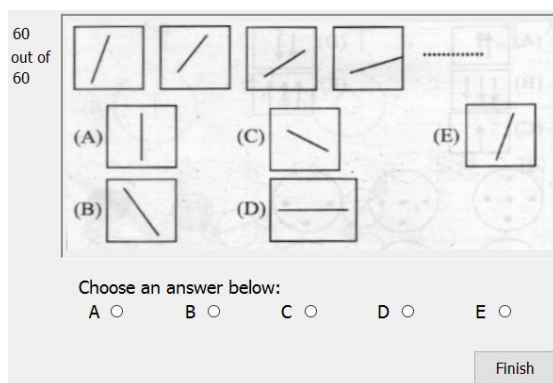 60
out of
60
(A)
(C)
(E)
(B)
(D)
Choose an answer below:
A
B
C
D
E
Finish